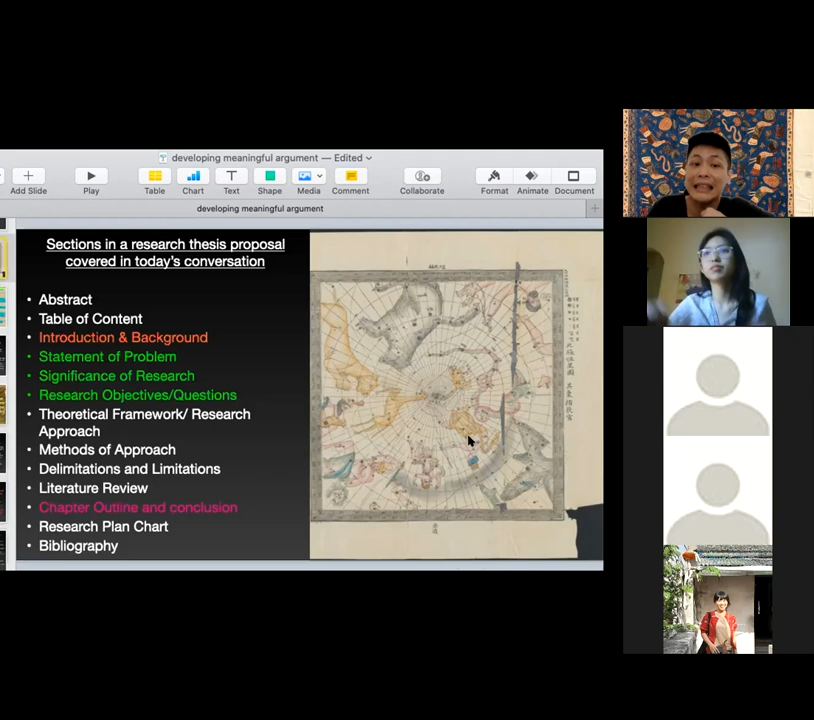 developing meaningful argument — Edited
Add Slide
Play
Table
Chart
Text
Shape
Media
Comment
Collaborate
Format
Animate
Document
developing meaningful argument
Sections in a research thesis proposal
covered in today's conversation
• Abstract
• Table of Content
• Introduction & Background
• Statement of Problem
• Significance of Research
• Research Objectives/Questions
• Theoretical Framework/ Research
Approach
• Methods of Approach
• Delimitations and Limitations
• Literature Review
• Chapter Outline and conclusion
• Research Plan Chart
• Bibliography